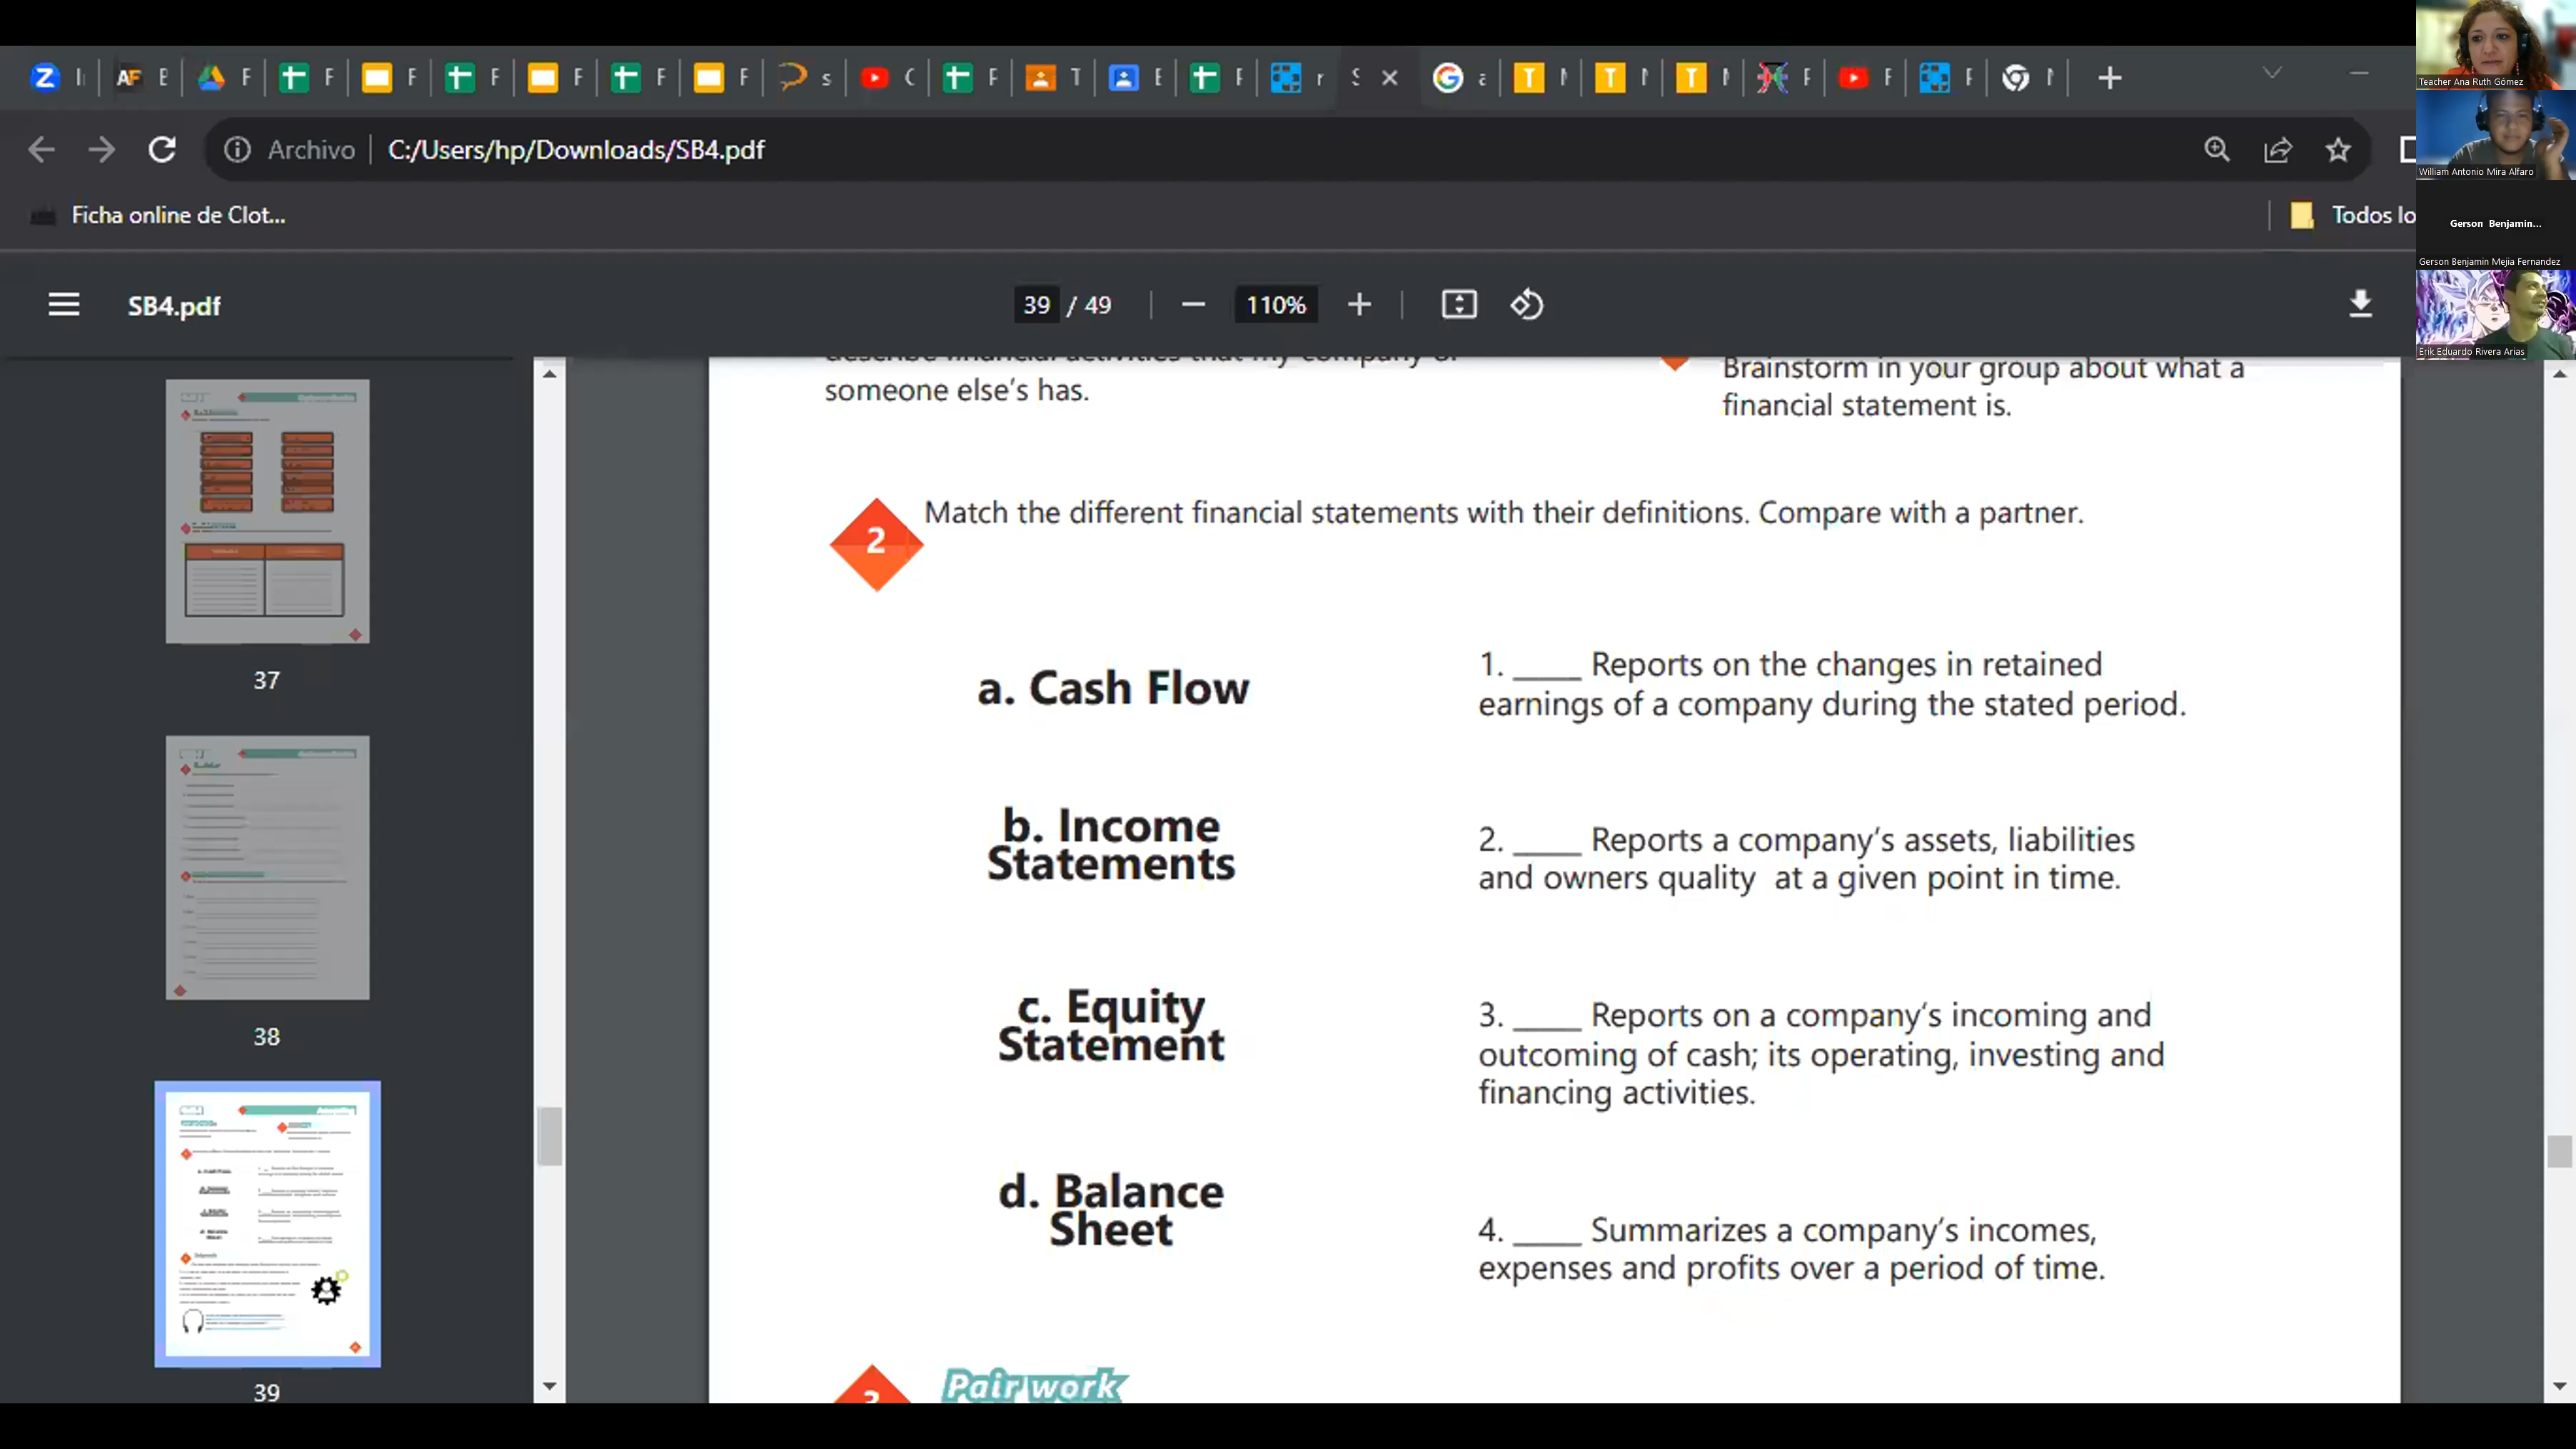 Teacher Ana Ruth Gómez
William Antonio Mira Alfaro
Gerson Benjamin...
Gerson Benjamin Mejia Fernandez
Erik Eduardo Rivera Arias
Archivo
C:/Users/hp/Downloads/SB4.pdf
Ficha online de Clot...
Todos lo
SB4.pdf
39 / 49
110%
37
38
39
describe financial activities that my company or
someone else's has.
Brainstorm in your group about what a
financial statement is.
2
Match the different financial statements with their definitions. Compare with a partner.
a. Cash Flow
b. Income
Statements
c. Equity
Statement
d. Balance
Sheet
1. ____ Reports on the changes in retained
earnings of a company during the stated period.
2. ____ Reports a company's assets, liabilities
and owners quality at a given point in time.
3. ____ Reports on a company's incoming and
outcoming of cash; its operating, investing and
financing activities.
4. ____ Summarizes a company's incomes,
expenses and profits over a period of time.
3
Pair work